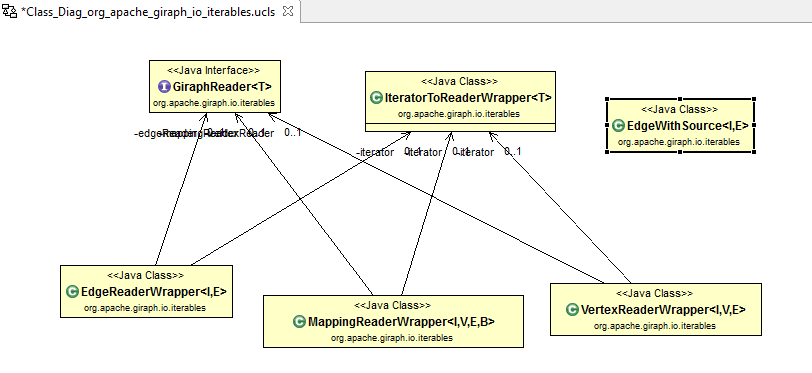 *Class_Diag_org_apache_giraph_io_iterables.ucls
<<Java Interface>>
GiraphReader<T>
org.apache.giraph.io.iterables
<<Java Class>>
IteratorToReaderWrapper<T>
org.apache.giraph.io.iterables
<<Java Class>>
EdgeWithSource<I,E>
org.apache.giraph.io.iterables
0..1
-iterator 0..1
-iterator 0..1
-iterator 0..1
<<Java Class>>
EdgeReaderWrapper<I,E>
org.apache.giraph.io.iterables
<<Java Class>>
MappingReaderWrapper<I,V,E,B>
org.apache.giraph.io.iterables
<<Java Class>>
VertexReaderWrapper<I,V,E>
org.apache.giraph.io.iterables